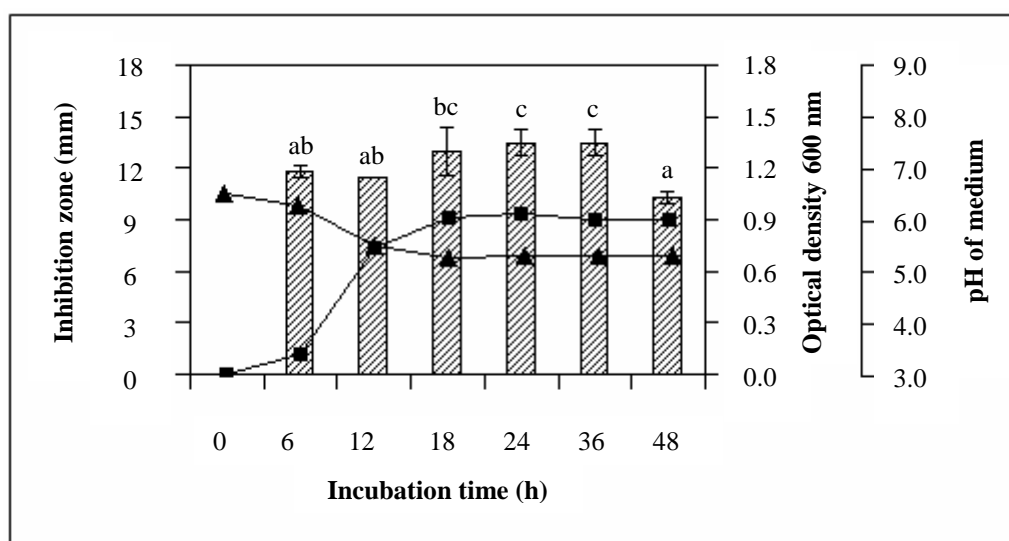 18 1.8 9.0
15 1.5 8.0
12 1.2 7.0
9 0.9 6.0
6 0.6 5.0
3 0.3 4.0
0 0.0 3.0
Inhibition zone (mm)
Optical density 600 nm
pH of medium
ab ab bc c c a
0 6 12 18 24 36 48
Incubation time (h)